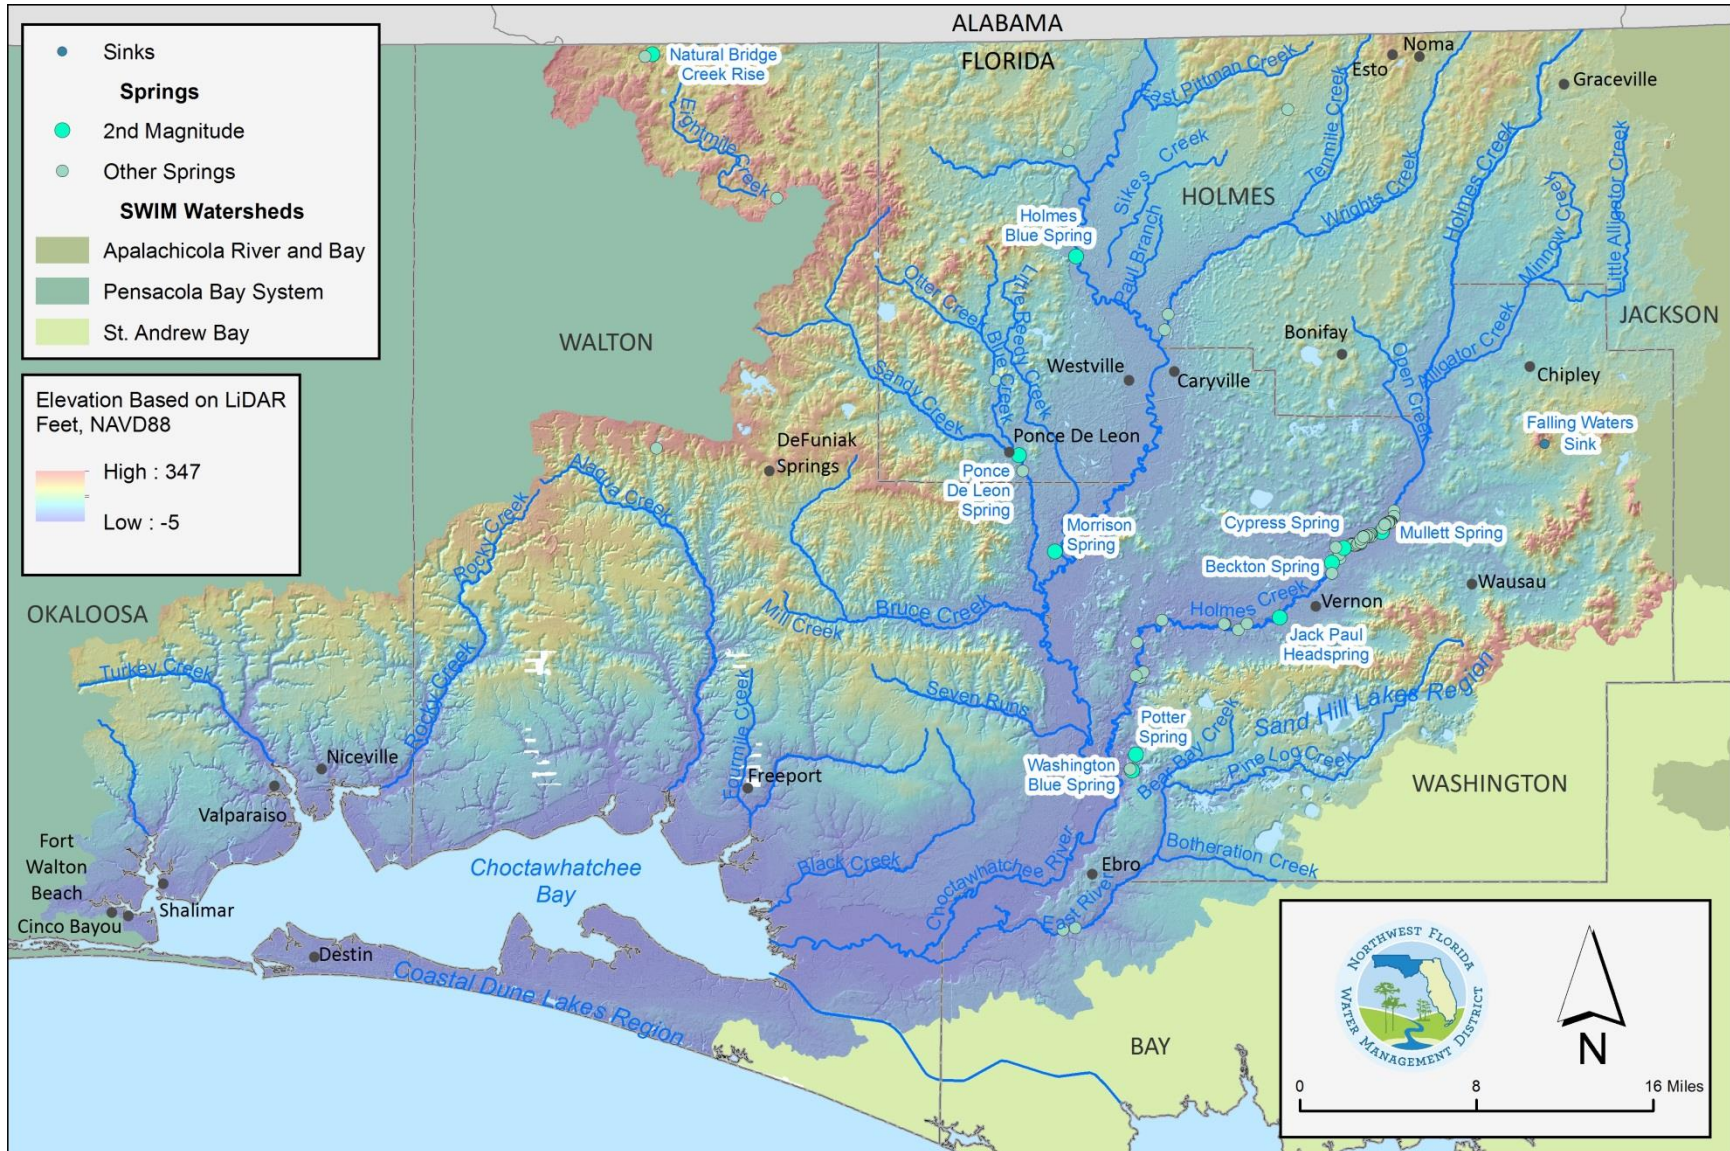 ALABAMA
FLORIDA
Sinks
Springs
2nd Magnitude
Other Springs
SWIM Watersheds
Apalachicola River and Bay
Pensacola Bay System
St. Andrew Bay
Elevation Based on LiDAR
Feet, NAVD88
High : 347
Low : -5
Natural Bridge
Creek Rise
Eightmile Creek
East Pittman Creek
Noma
Esto
Graceville
Tenmile Creek
Wrights Creek
Holmes Creek
Sikes Creek
Paul Branch
HOLMES
Holmes
Blue Spring
Minnow Creek
Little Alligator Creek
JACKSON
WALTON
Otter Creek
Little Reedy Creek
Blue Creek
Sandy Creek
Westville
Caryville
Bonifay
Open Creek
Alligator Creek
Chipley
Falling Waters
Sink
DeFuniak
Springs
Ponce De Leon
Ponce
De Leon
Spring
Morrison
Spring
Cypress Spring
Mullett Spring
Beckton Spring
Wausau
Vernon
Holmes Creek
Jack Paul
Headspring
Alaqua Creek
Rocky Creek
Rocky Creek
OKALOOSA
Turkey Creek
Mill Creek
Bruce Creek
Seven Runs
Fourmile Creek
Freeport
Niceville
Valparaiso
Fort
Walton
Beach
Cinco Bayou
Shalimar
Destin
Choctawhatchee
Bay
Coastal Dune Lakes Region
Black Creek
Choctawhatchee River
East River
Ebro
Potter
Spring
Washington
Blue Spring
Bear Bay Creek
Sand Hill Lakes Region
Pine Log Creek
Botheration Creek
WASHINGTON
BAY
NORTHWEST FLORIDA
WATER MANAGEMENT DISTRICT
N
0 8 16 Miles